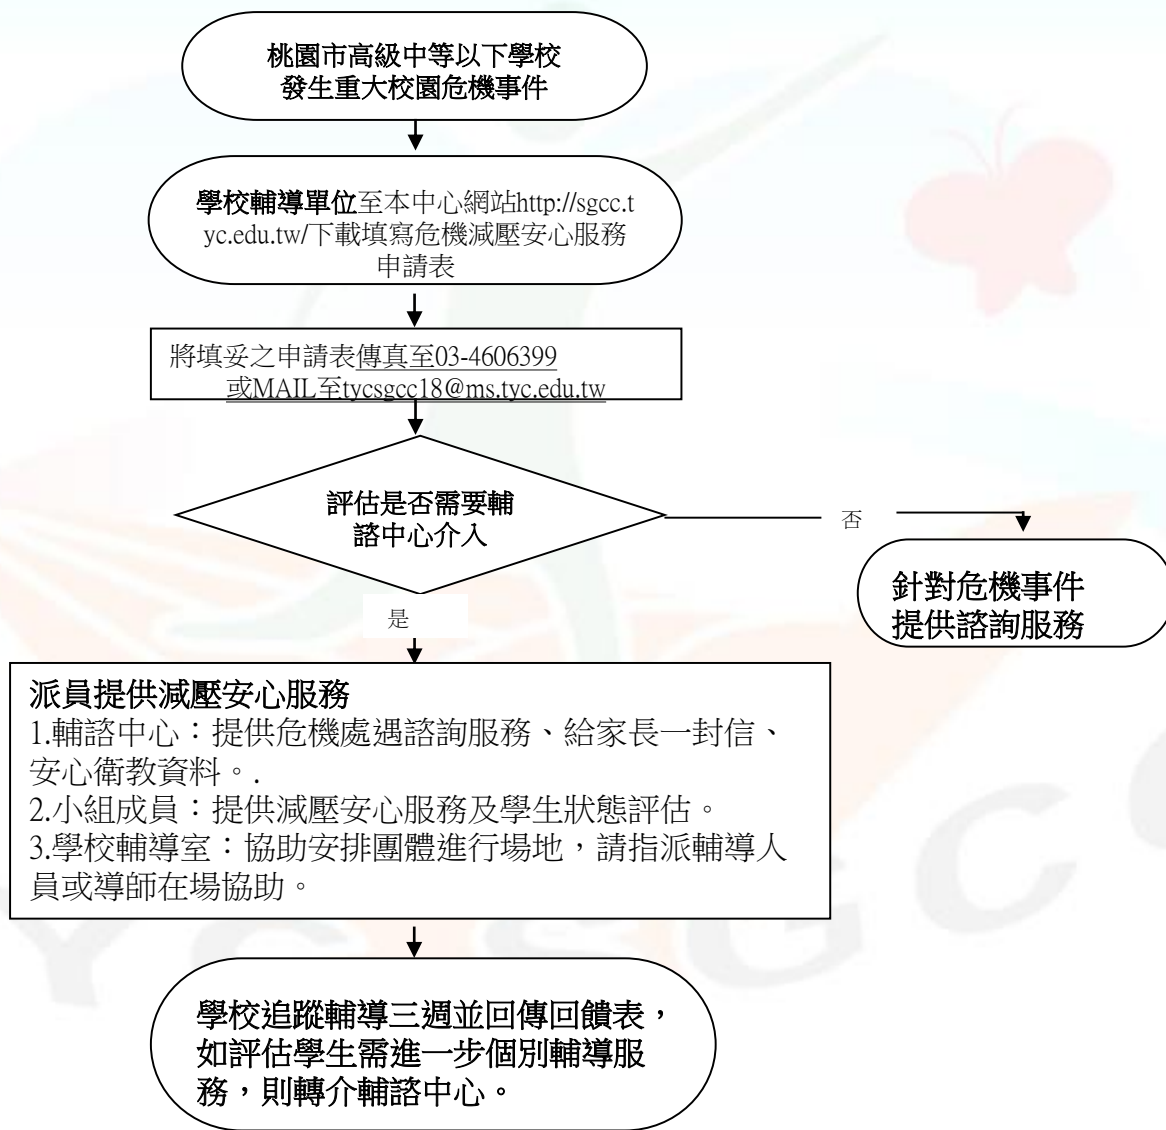 桃園市高級中等以下學校
發生重大校園危機事件
學校輔導單位至本中心網站http://sgcc.t
yc.edu.tw/下載填寫危機減壓安心服務
申請表
將填妥之申請表傳真至03-4606399
或MAIL至tycsgcc18@ms.tyc.edu.tw
評估是否需要輔
諮中心介入
否
針對危機事件
提供諮詢服務
是
派員提供減壓安心服務
1.輔諮中心：提供危機處遇諮詢服務、給家長一封信、
安心衛教資料。.
2.小組成員：提供減壓安心服務及學生狀態評估。
3.學校輔導室：協助安排團體進行場地，請指派輔導人
員或導師在場協助。
學校追蹤輔導三週並回傳回饋表，
如評估學生需進一步個別輔導服
務，則轉介輔諮中心。
YCSGCC